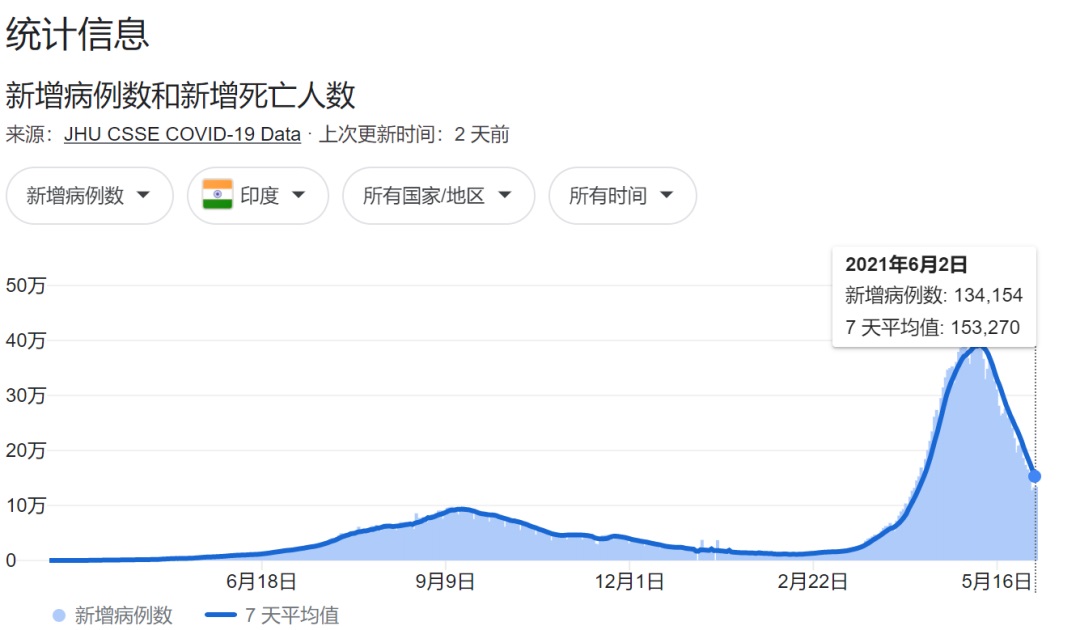 统计信息
新增病例数和新增死亡人数
来源：JHU CSSE COVID-19 Data · 上次更新时间：2 天前
新增病例数 印度 所有国家/地区 所有时间
2021年6月2日
新增病例数: 134,154
7 天平均值: 153,270
50万
40万
30万
20万
10万
0
6月18日 9月9日 12月1日 2月22日 5月16日
新增病例数 7 天平均值